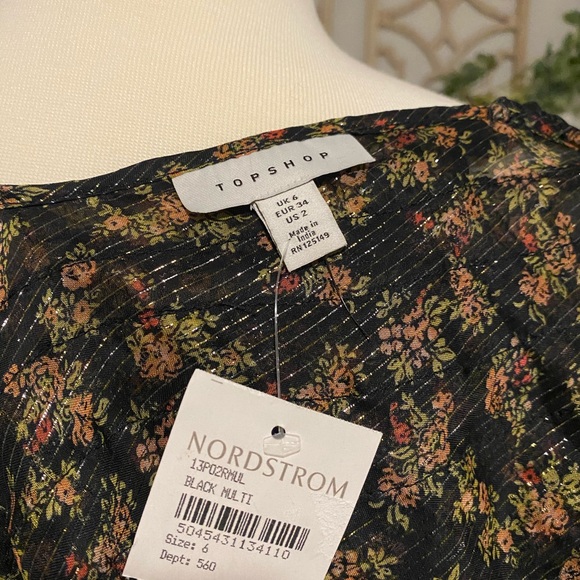 TOPSHOP
UK 6
EUR 34
US 2
Made in
India
RN125149
NORDSTROM
13P02RMUL
BLACK MULTI
5045431134110
Size: 6
Dept: 560